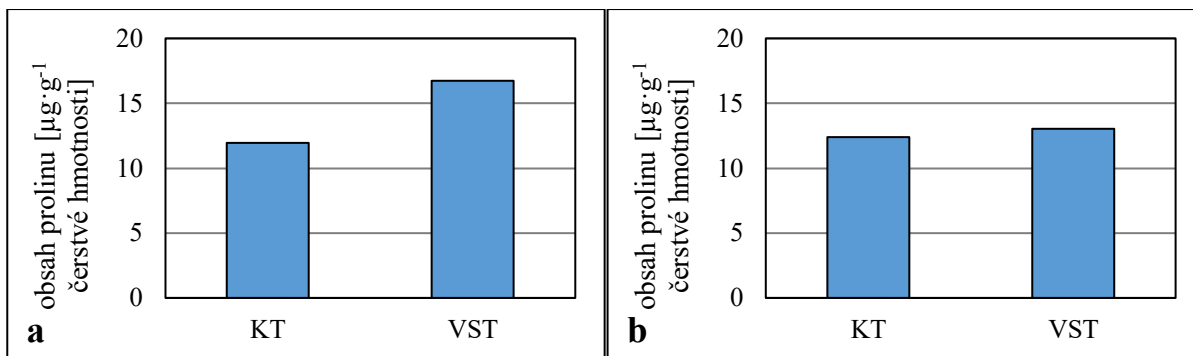 obsah prolinu [µg·g-1
čerstvé hmotnosti]
20
15
10
5
0
KT VST
a
obsah prolinu [µg·g-1
čerstvé hmotnosti]
20
15
10
5
0
KT VST
b